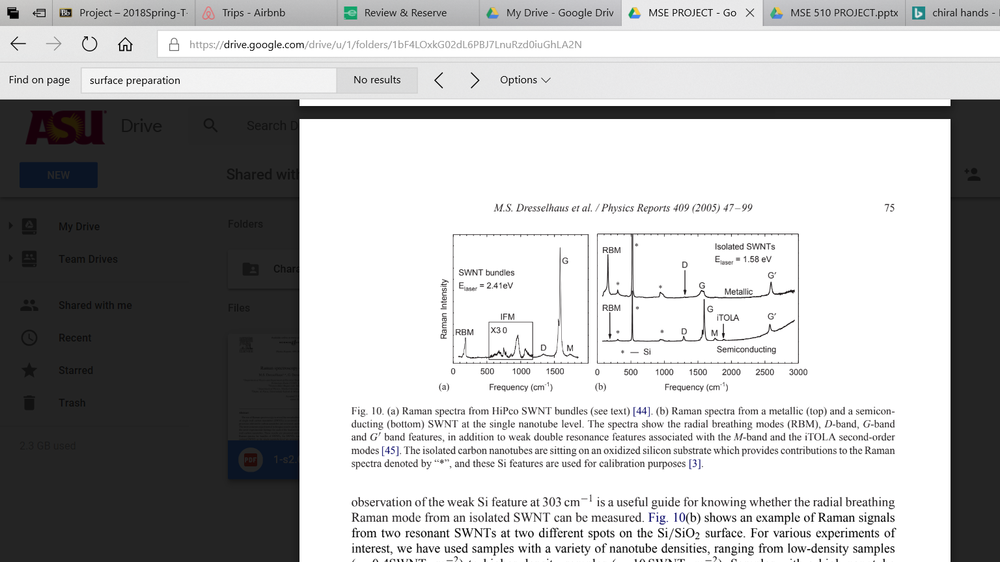 Bb Project – 2018Spring-T
Trips - Airbnb
Review & Reserve
My Drive - Google Driv
MSE PROJECT - Go
MSE 510 PROJECT.pptx
b chiral hands -
https://drive.google.com/drive/u/1/folders/1bF4LOxkG02dL6PBJ7LnuRzd0iuGhLA2N
Find on page
surface preparation
No results
Options
ASU Drive
Search D
NEW
Shared with
My Drive
Team Drives
Shared with me
Recent
Starred
Trash
2.3 GB used
Folders
Chara
Files
PDF 1-s2.0
M.S. Dresselhaus et al. / Physics Reports 409 (2005) 47–99 75
Raman Intensity
SWNT bundles
Elaser = 2.41eV
RBM
IFM
X3 0
D
G
M
0 500 1000 1500
(a) Frequency (cm-1)
Isolated SWNTs
Elaser = 1.58 eV
RBM
*
*
*
D
G
G′
Metallic
RBM
*
*
*
D
G
M
iTOLA
G′
* — Si
Semiconducting
0 500 1000 1500 2000 2500 3000
(b) Frequency (cm-1)
Fig. 10. (a) Raman spectra from HiPco SWNT bundles (see text) [44]. (b) Raman spectra from a metallic (top) and a semicon-
ducting (bottom) SWNT at the single nanotube level. The spectra show the radial breathing modes (RBM), D-band, G-band
and G′ band features, in addition to weak double resonance features associated with the M-band and the iTOLA second-order
modes [45]. The isolated carbon nanotubes are sitting on an oxidized silicon substrate which provides contributions to the Raman
spectra denoted by “*”, and these Si features are used for calibration purposes [3].
observation of the weak Si feature at 303 cm−1 is a useful guide for knowing whether the radial breathing
Raman mode from an isolated SWNT can be measured. Fig. 10(b) shows an example of Raman signals
from two resonant SWNTs at two different spots on the Si/SiO2 surface. For various experiments of
interest, we have used samples with a variety of nanotube densities, ranging from low-density samples